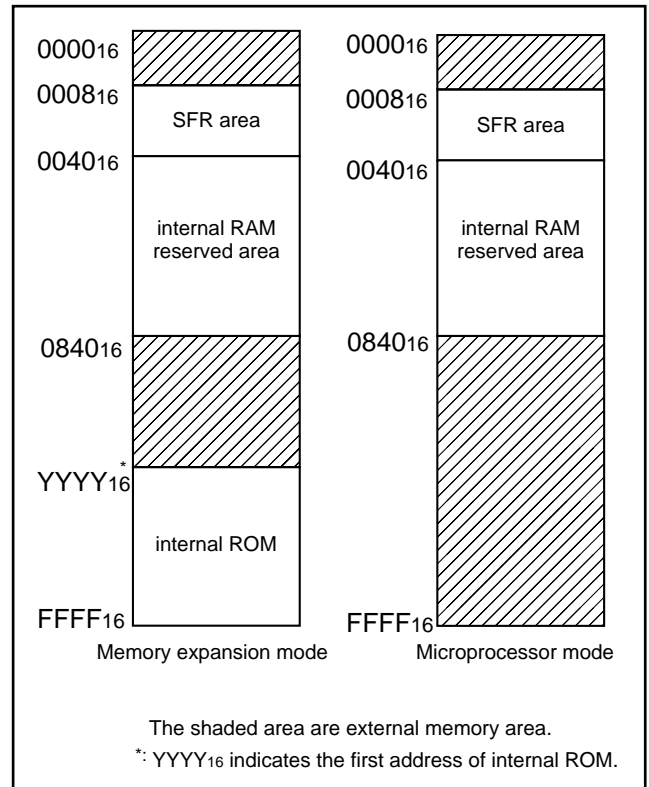 000016
000816
SFR area
004016
internal RAM
reserved area
084016
YYYY16*
internal ROM
FFFF16
Memory expansion mode
000016
000816
SFR area
004016
internal RAM
reserved area
084016
FFFF16
Microprocessor mode
The shaded area are external memory area.
*: YYYY16 indicates the first address of internal ROM.